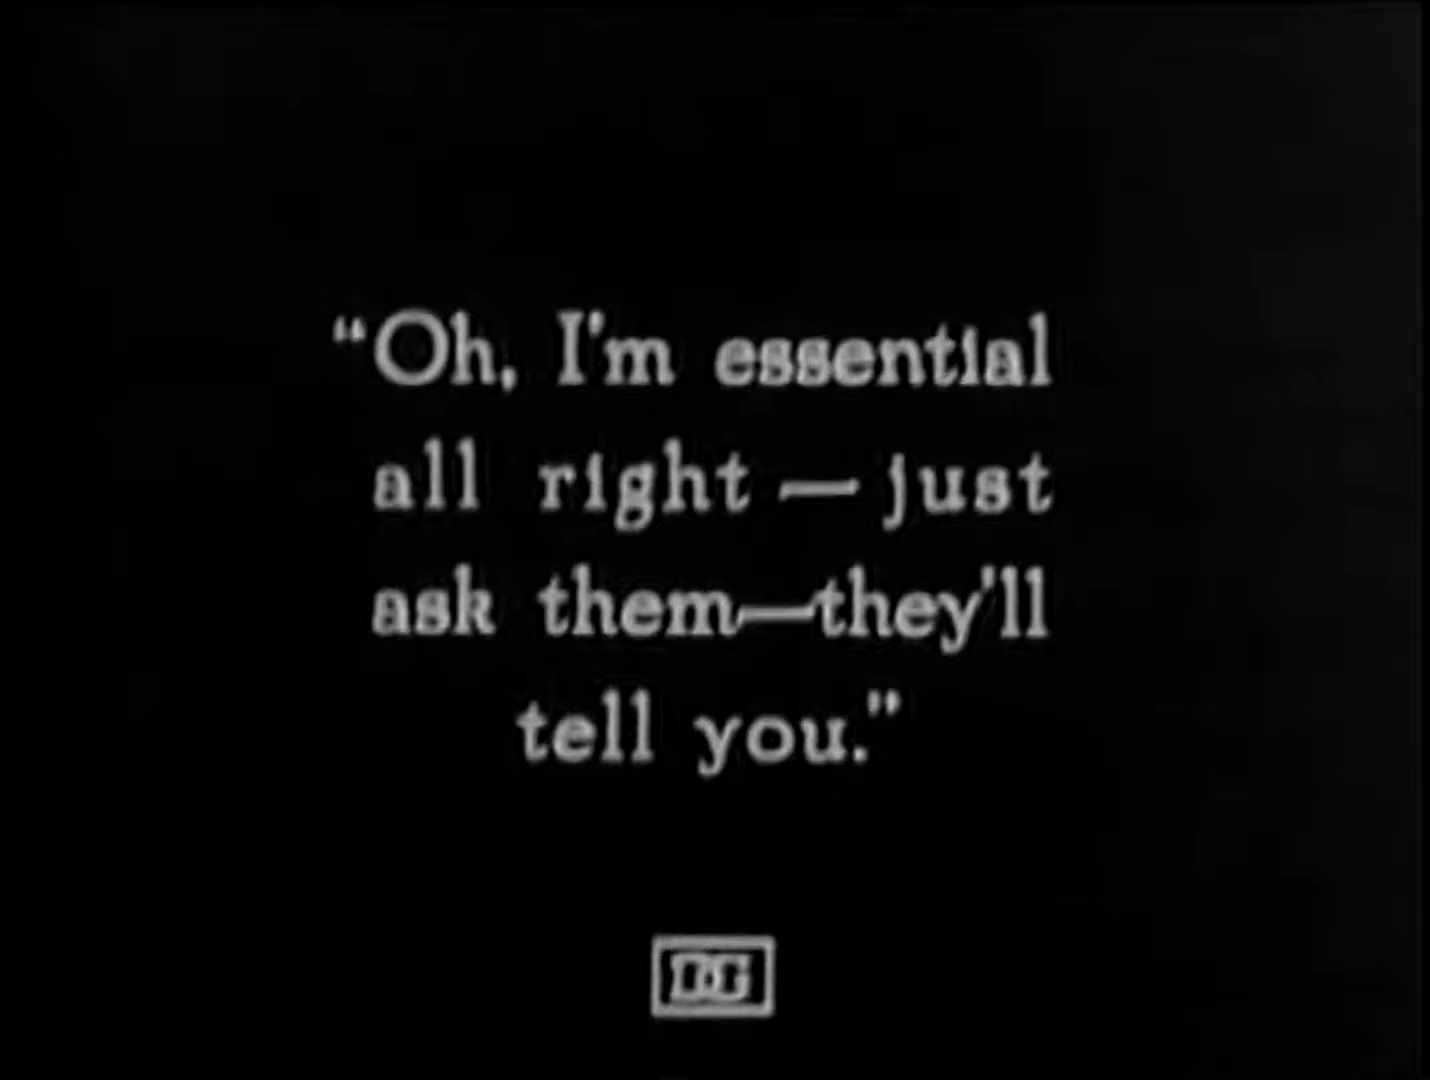 “Oh, I'm essential
all right — just
ask them—they'll
tell you.”
DG